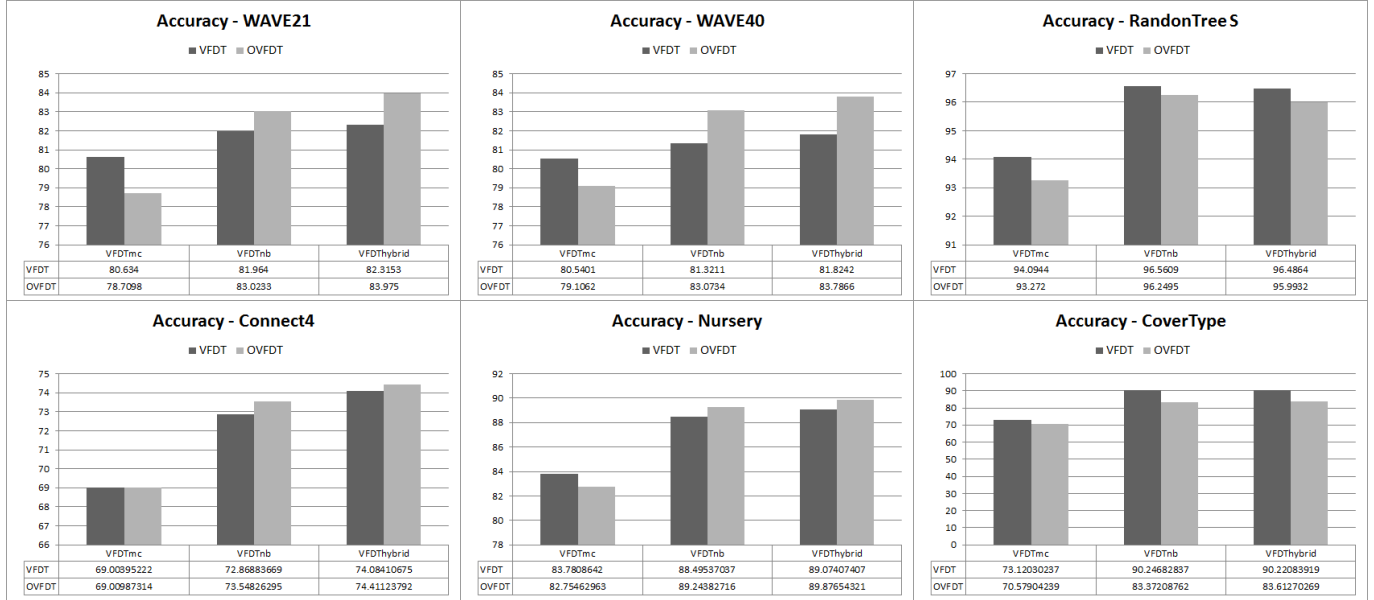 Accuracy - WAVE21
VFDT OVFDT
85
84
83
82
81
80
79
78
77
76
VFDTmc VFDTnb VFDThybrid
VFDT 80.634 81.964 82.3153
OVFDT 78.7098 83.0233 83.975
Accuracy - WAVE40
VFDT OVFDT
85
84
83
82
81
80
79
78
77
76
VFDTmc VFDTnb VFDThybrid
VFDT 80.5401 81.3211 81.8242
OVFDT 79.1062 83.0734 83.7866
Accuracy - RandonTree S
VFDT OVFDT
97
96
95
94
93
92
91
VFDTmc VFDTnb VFDThybrid
VFDT 94.0944 96.5609 96.4864
OVFDT 93.272 96.2495 95.9932
Accuracy - Connect4
VFDT OVFDT
75
74
73
72
71
70
69
68
67
66
VFDTmc VFDTnb VFDThybrid
VFDT 69.00395222 72.86883669 74.08410675
OVFDT 69.00987314 73.54826295 74.41123792
Accuracy - Nursery
VFDT OVFDT
92
90
88
86
84
82
80
78
VFDTmc VFDTnb VFDThybrid
VFDT 83.7808642 88.49537037 89.07407407
OVFDT 82.75462963 89.24382716 89.87654321
Accuracy - CoverType
VFDT OVFDT
100
90
80
70
60
50
40
30
20
10
0
VFDTmc VFDTnb VFDThybrid
VFDT 73.12030237 90.24682837 90.22083919
OVFDT 70.57904239 83.37208762 83.61270269